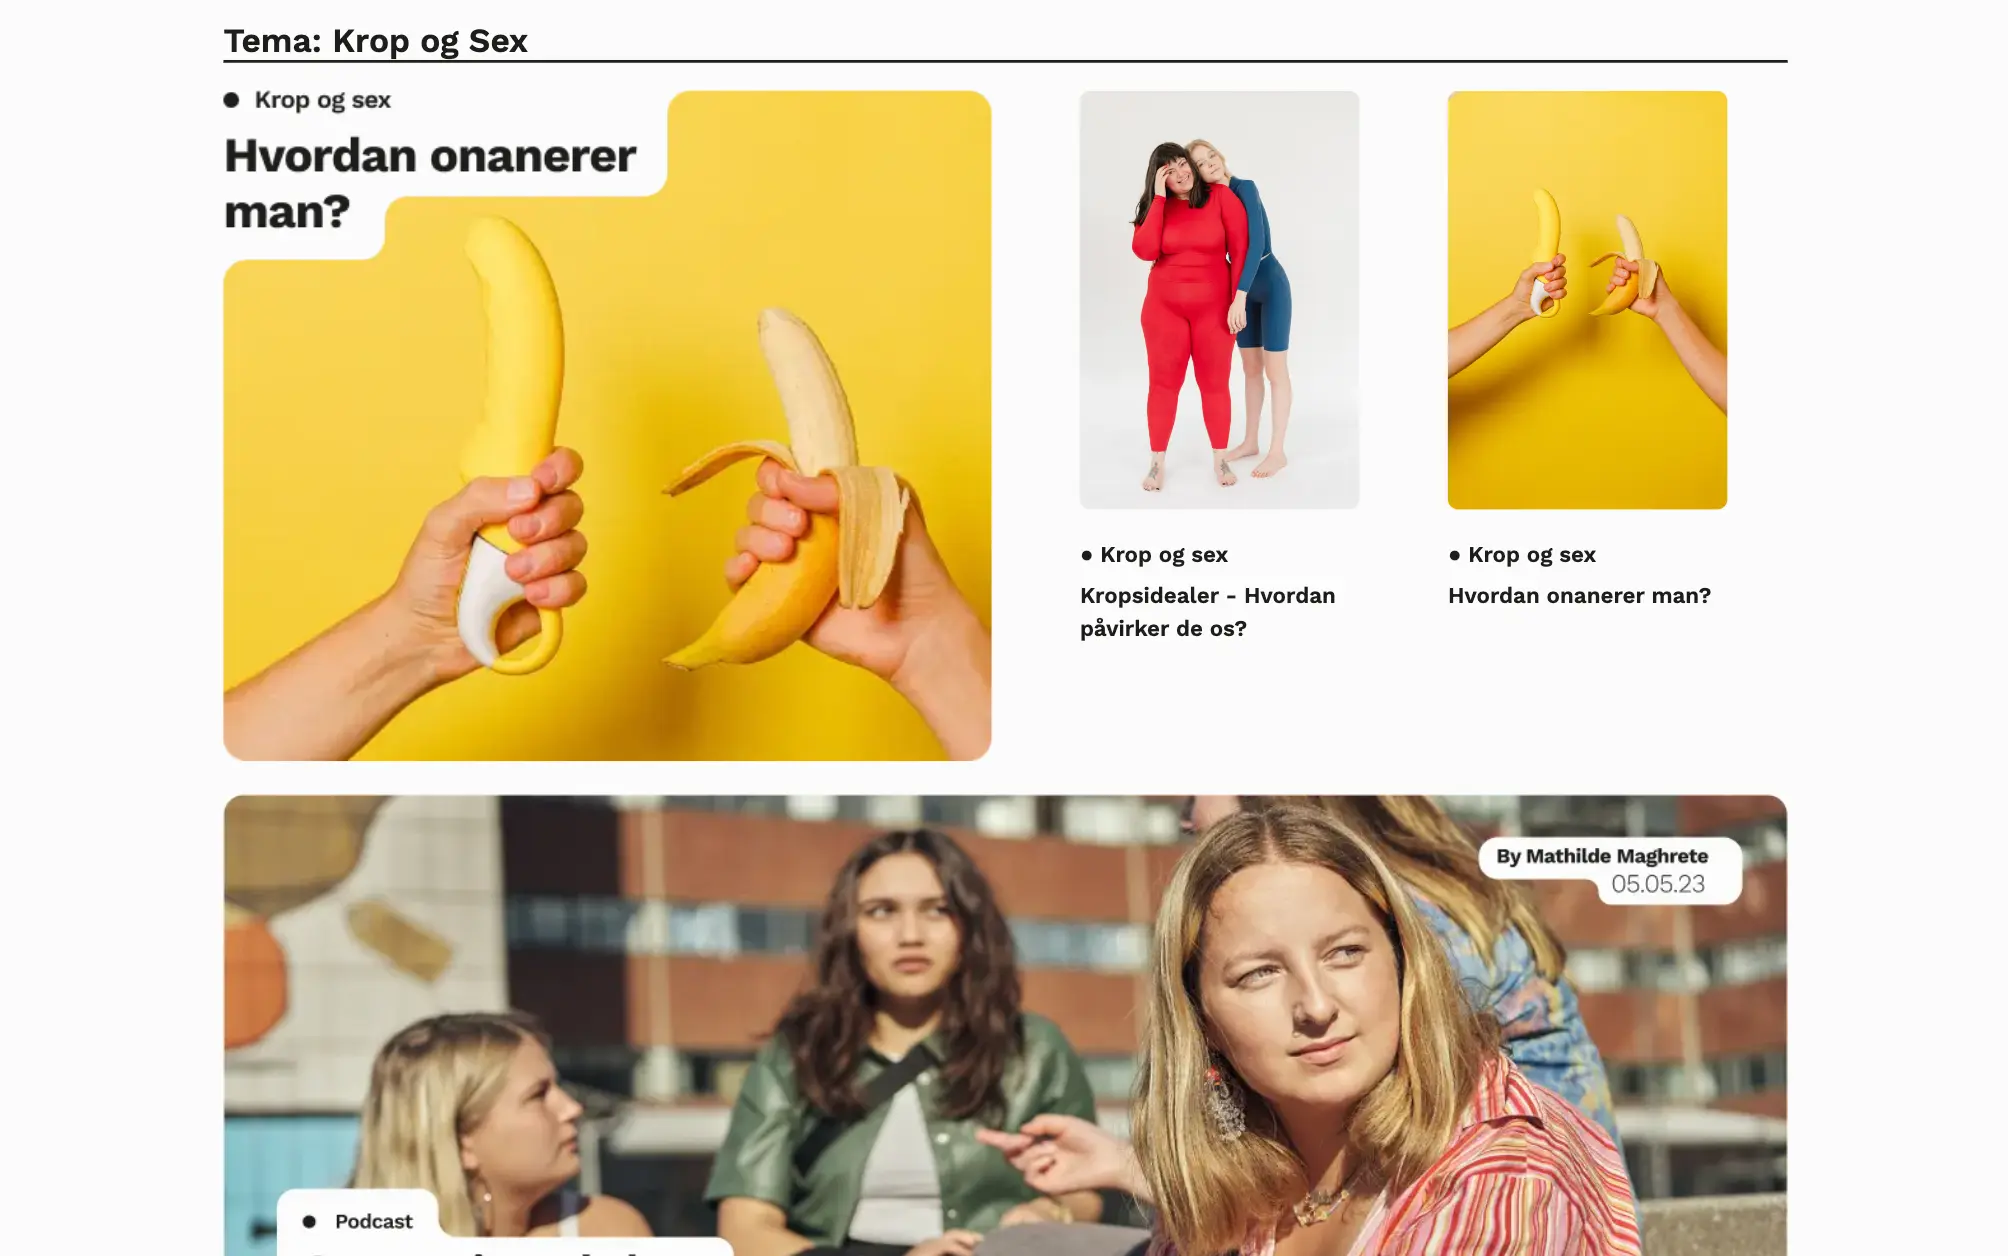 Tema: Krop og Sex
Krop og sex
Hvordan onanerer
man?
Krop og sex
Kropsidealer - Hvordan
påvirker de os?
Krop og sex
Hvordan onanerer man?
By Mathilde Maghrete
05.05.23
Podcast